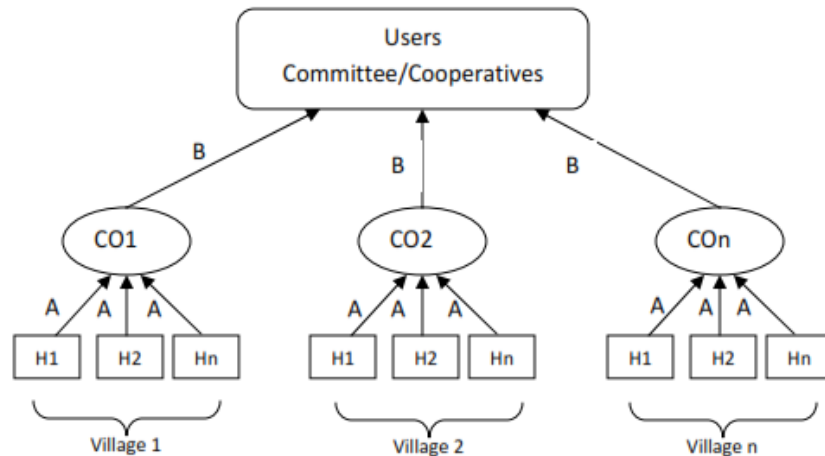 Users
Committee/Cooperatives
B
B
B
CO1
CO2
COn
A
A
A
A
A
A
A
A
A
H1
H2
Hn
H1
H2
Hn
H1
H2
Hn
Village 1
Village 2
Village n